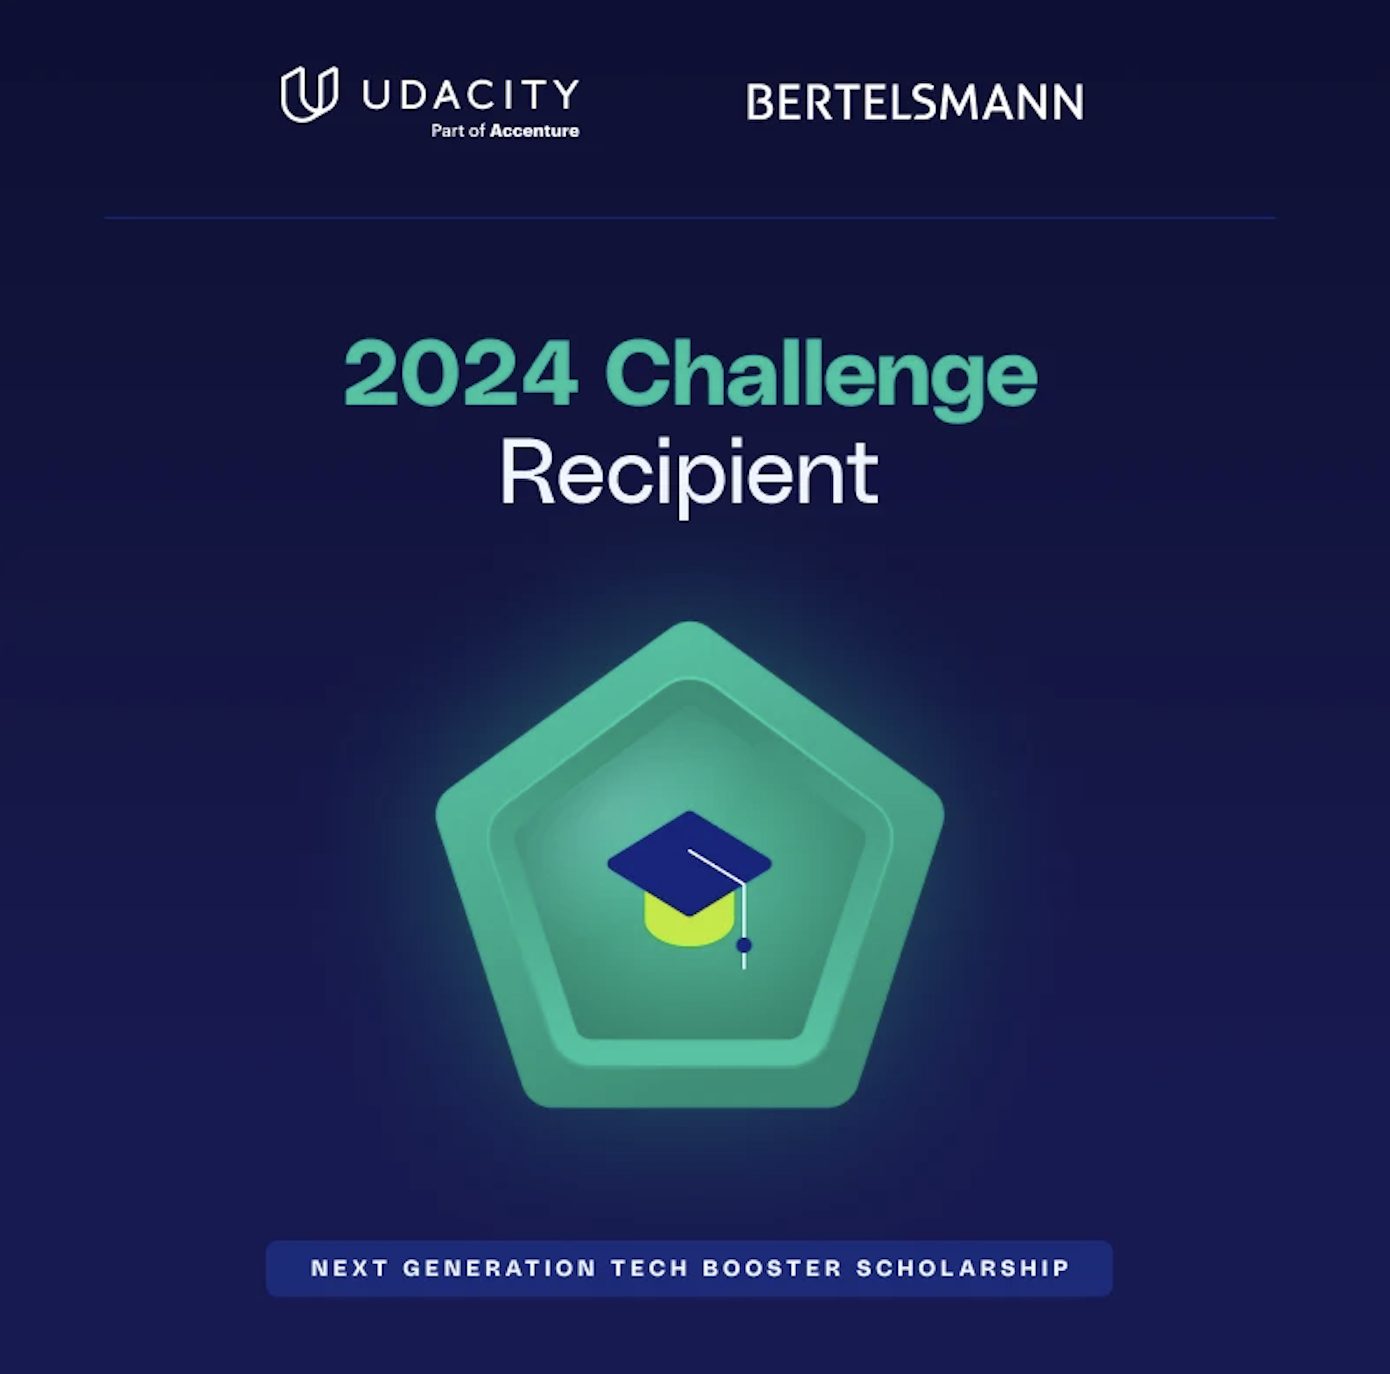 UDACITY
Part of Accenture
BERTELSMANN
2024 Challenge
Recipient
NEXT GENERATION TECH BOOSTER SCHOLARSHIP